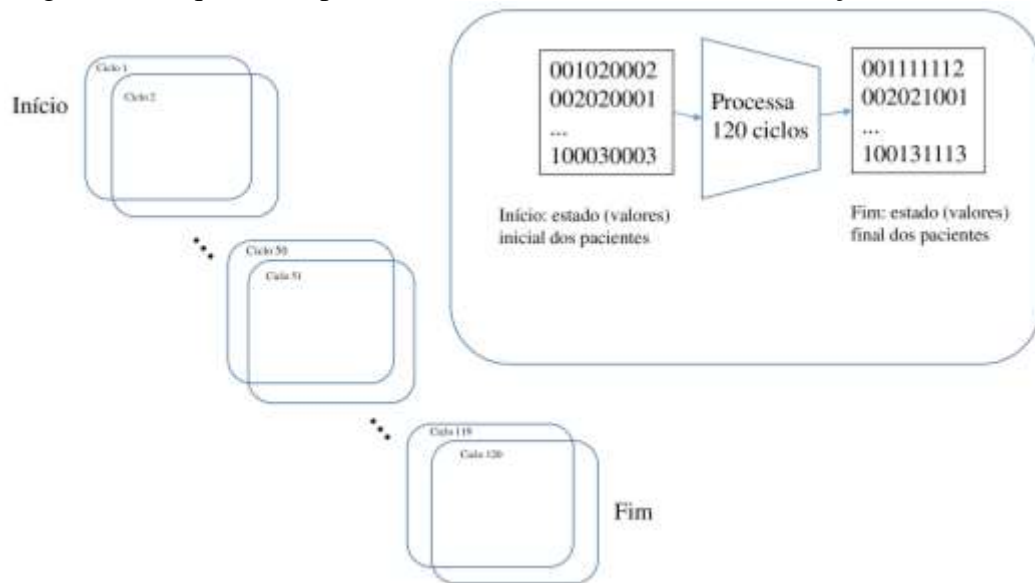 Ciclo 1
Ciclo 2
Início
Ciclo 50
Ciclo 51
Ciclo 119
Ciclo 120
Fim
001020002
002020001
...
100030003
Processa
120 ciclos
001111112
002021001
...
100131113
Início: estado (valores)
inicial dos pacientes
Fim: estado (valores)
final dos pacientes